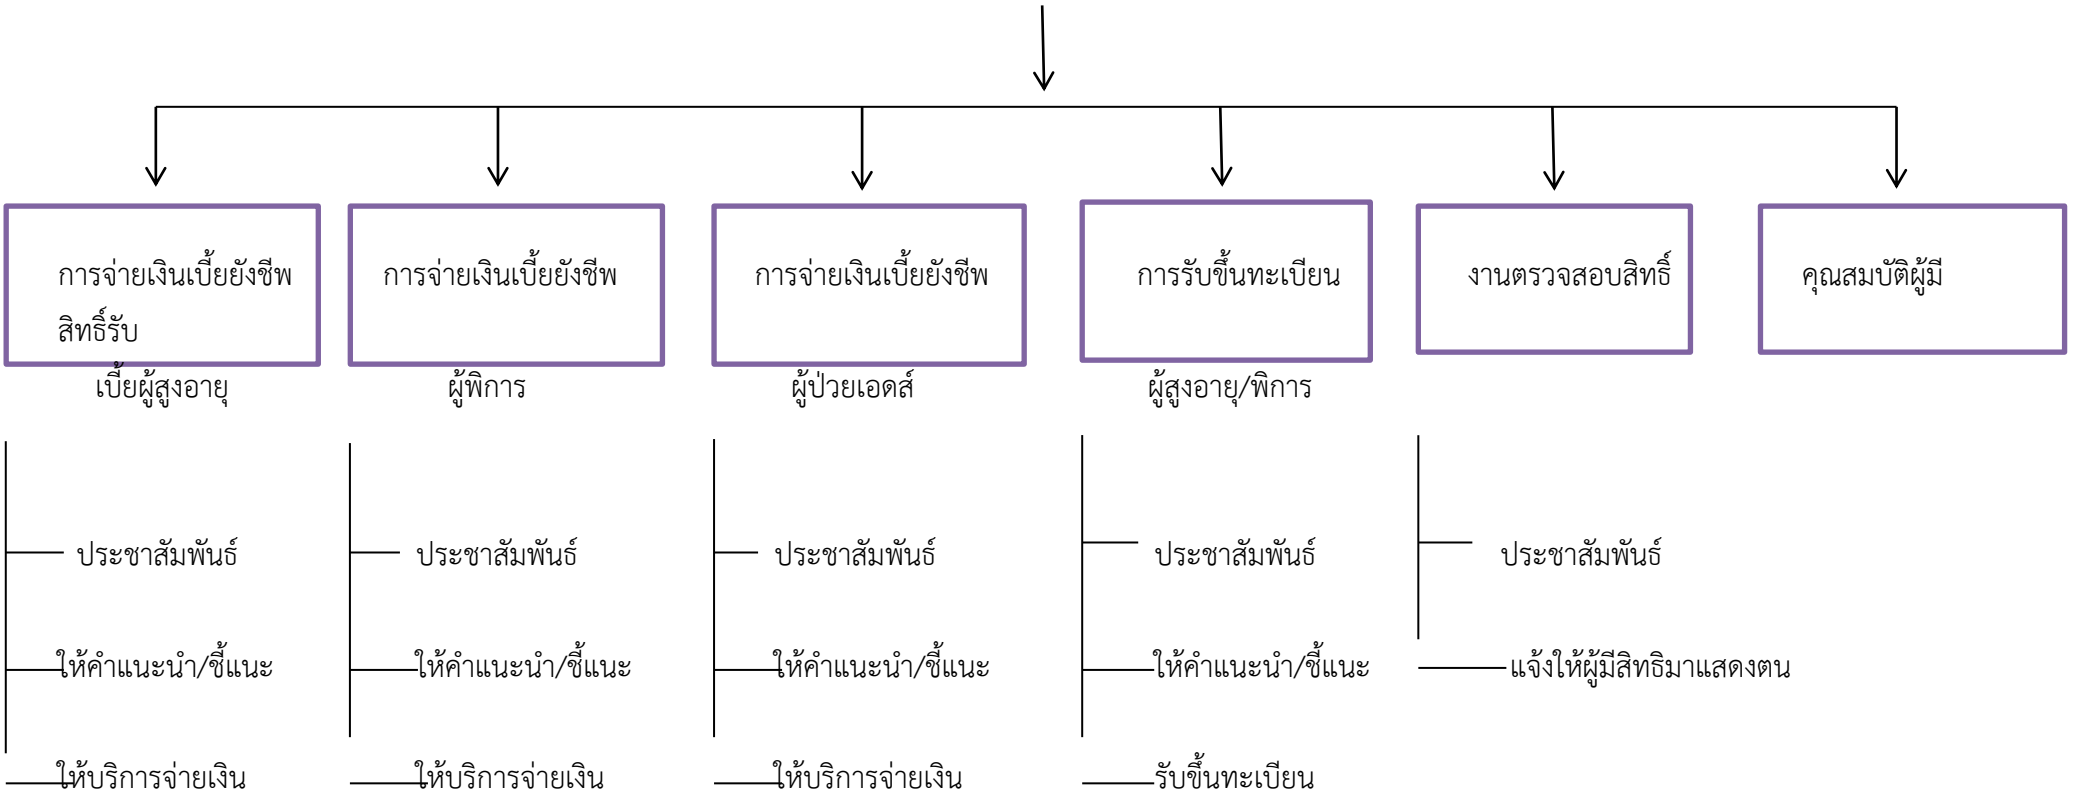 การจ่ายเงินเบี้ยยังชีพ การจ่ายเงินเบี้ยยังชีพ การจ่ายเงินเบี้ยยังชีพ การรับขึ้นทะเบียน งานตรวจสอบสิทธิ์ คุณสมบัติผู้มี
สิทธิ์รับ
เบี้ยผู้สูงอายุ ผู้พิการ ผู้ป่วยเอดส์ ผู้สูงอายุ/พิการ
ประชาสัมพันธ์ ประชาสัมพันธ์ ประชาสัมพันธ์ ประชาสัมพันธ์ ประชาสัมพันธ์
ให้คำแนะนำ/ชี้แนะ ให้คำแนะนำ/ชี้แนะ ให้คำแนะนำ/ชี้แนะ ให้คำแนะนำ/ชี้แนะ แจ้งให้ผู้มีสิทธิมาแสดงตน
ให้บริการจ่ายเงิน ให้บริการจ่ายเงิน ให้บริการจ่ายเงิน รับขึ้นทะเบียน